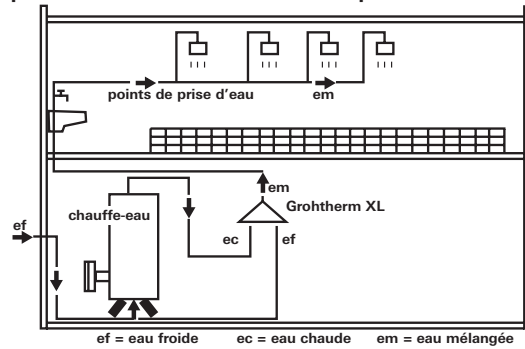 points de prise d'eau em
em
Grohtherm XL
chauffe-eau
ef
ec ef
ef = eau froide ec = eau chaude em = eau mélangée